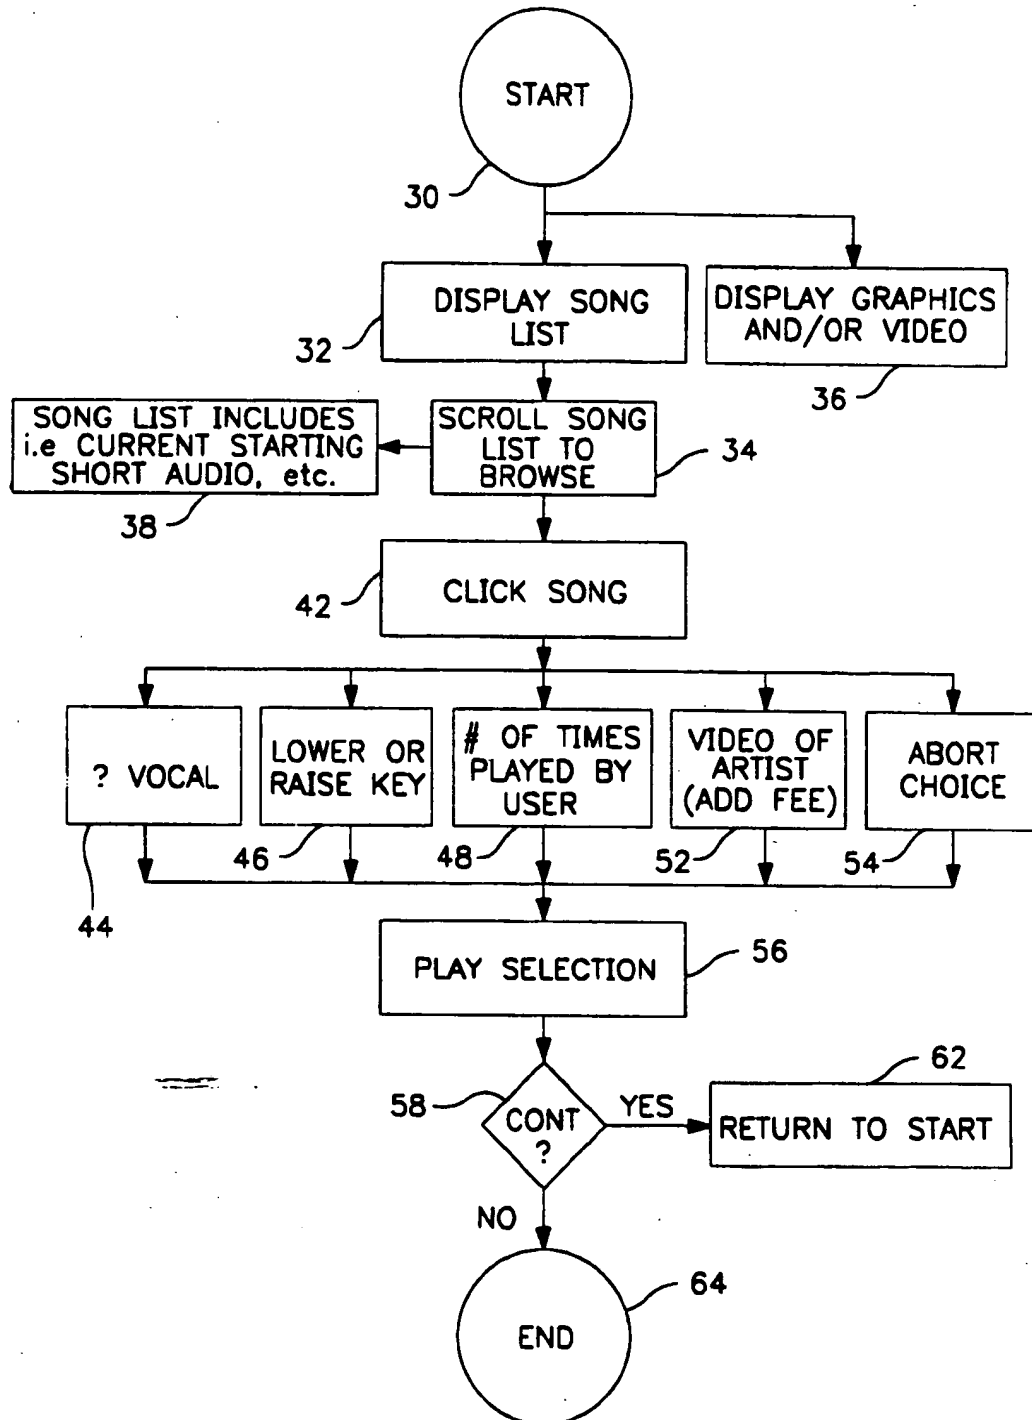 START
30
DISPLAY SONG
LIST
32
DISPLAY GRAPHICS
AND/OR VIDEO
36
SONG LIST INCLUDES
i.e CURRENT STARTING
SHORT AUDIO, etc.
38
SCROLL SONG
LIST TO
BROWSE
34
CLICK SONG
42
? VOCAL
44
LOWER OR
RAISE KEY
46
# OF TIMES
PLAYED BY
USER
48
VIDEO OF
ARTIST
(ADD FEE)
52
ABORT
CHOICE
54
PLAY SELECTION
56
CONT
?
58
YES
RETURN TO START
62
NO
END
64